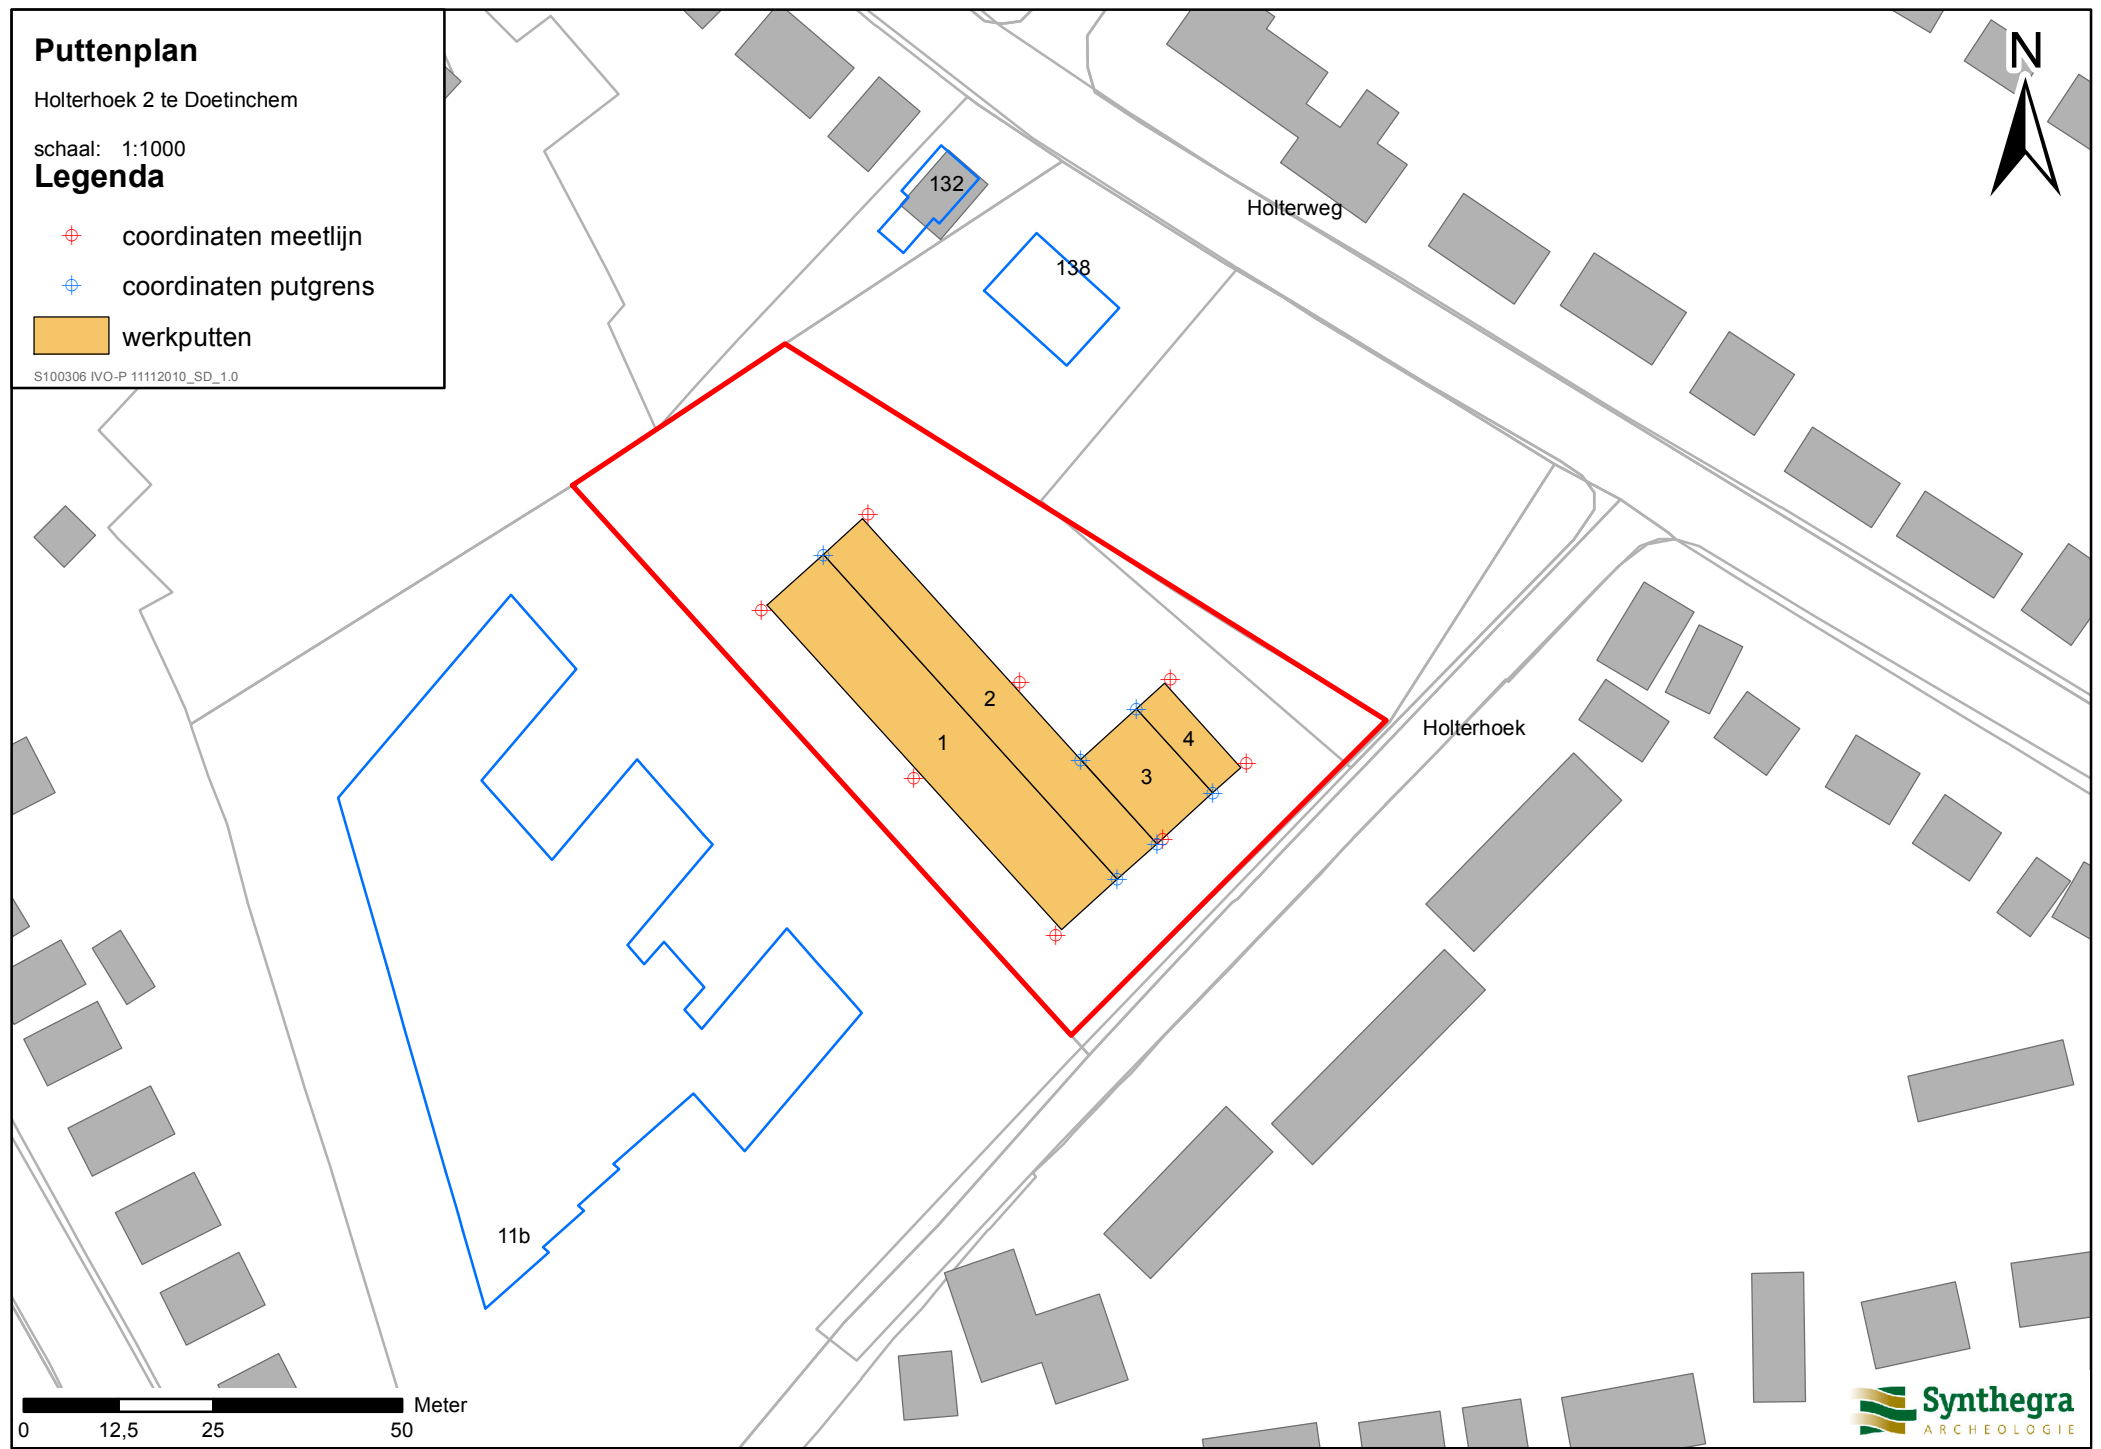 Puttenplan
Holterhoek 2 te Doetinchem
schaal: 1:1000
Legenda
coordinaten meetlijn
coordinaten putgrens
werkputten
S100306 IVO-P 11112010_SD_1.0
N
132
Holterweg
138
2
1
4
3
Holterhoek
11b
Meter
0 12,5 25 50
Synthegra
ARCHEOLOGIE